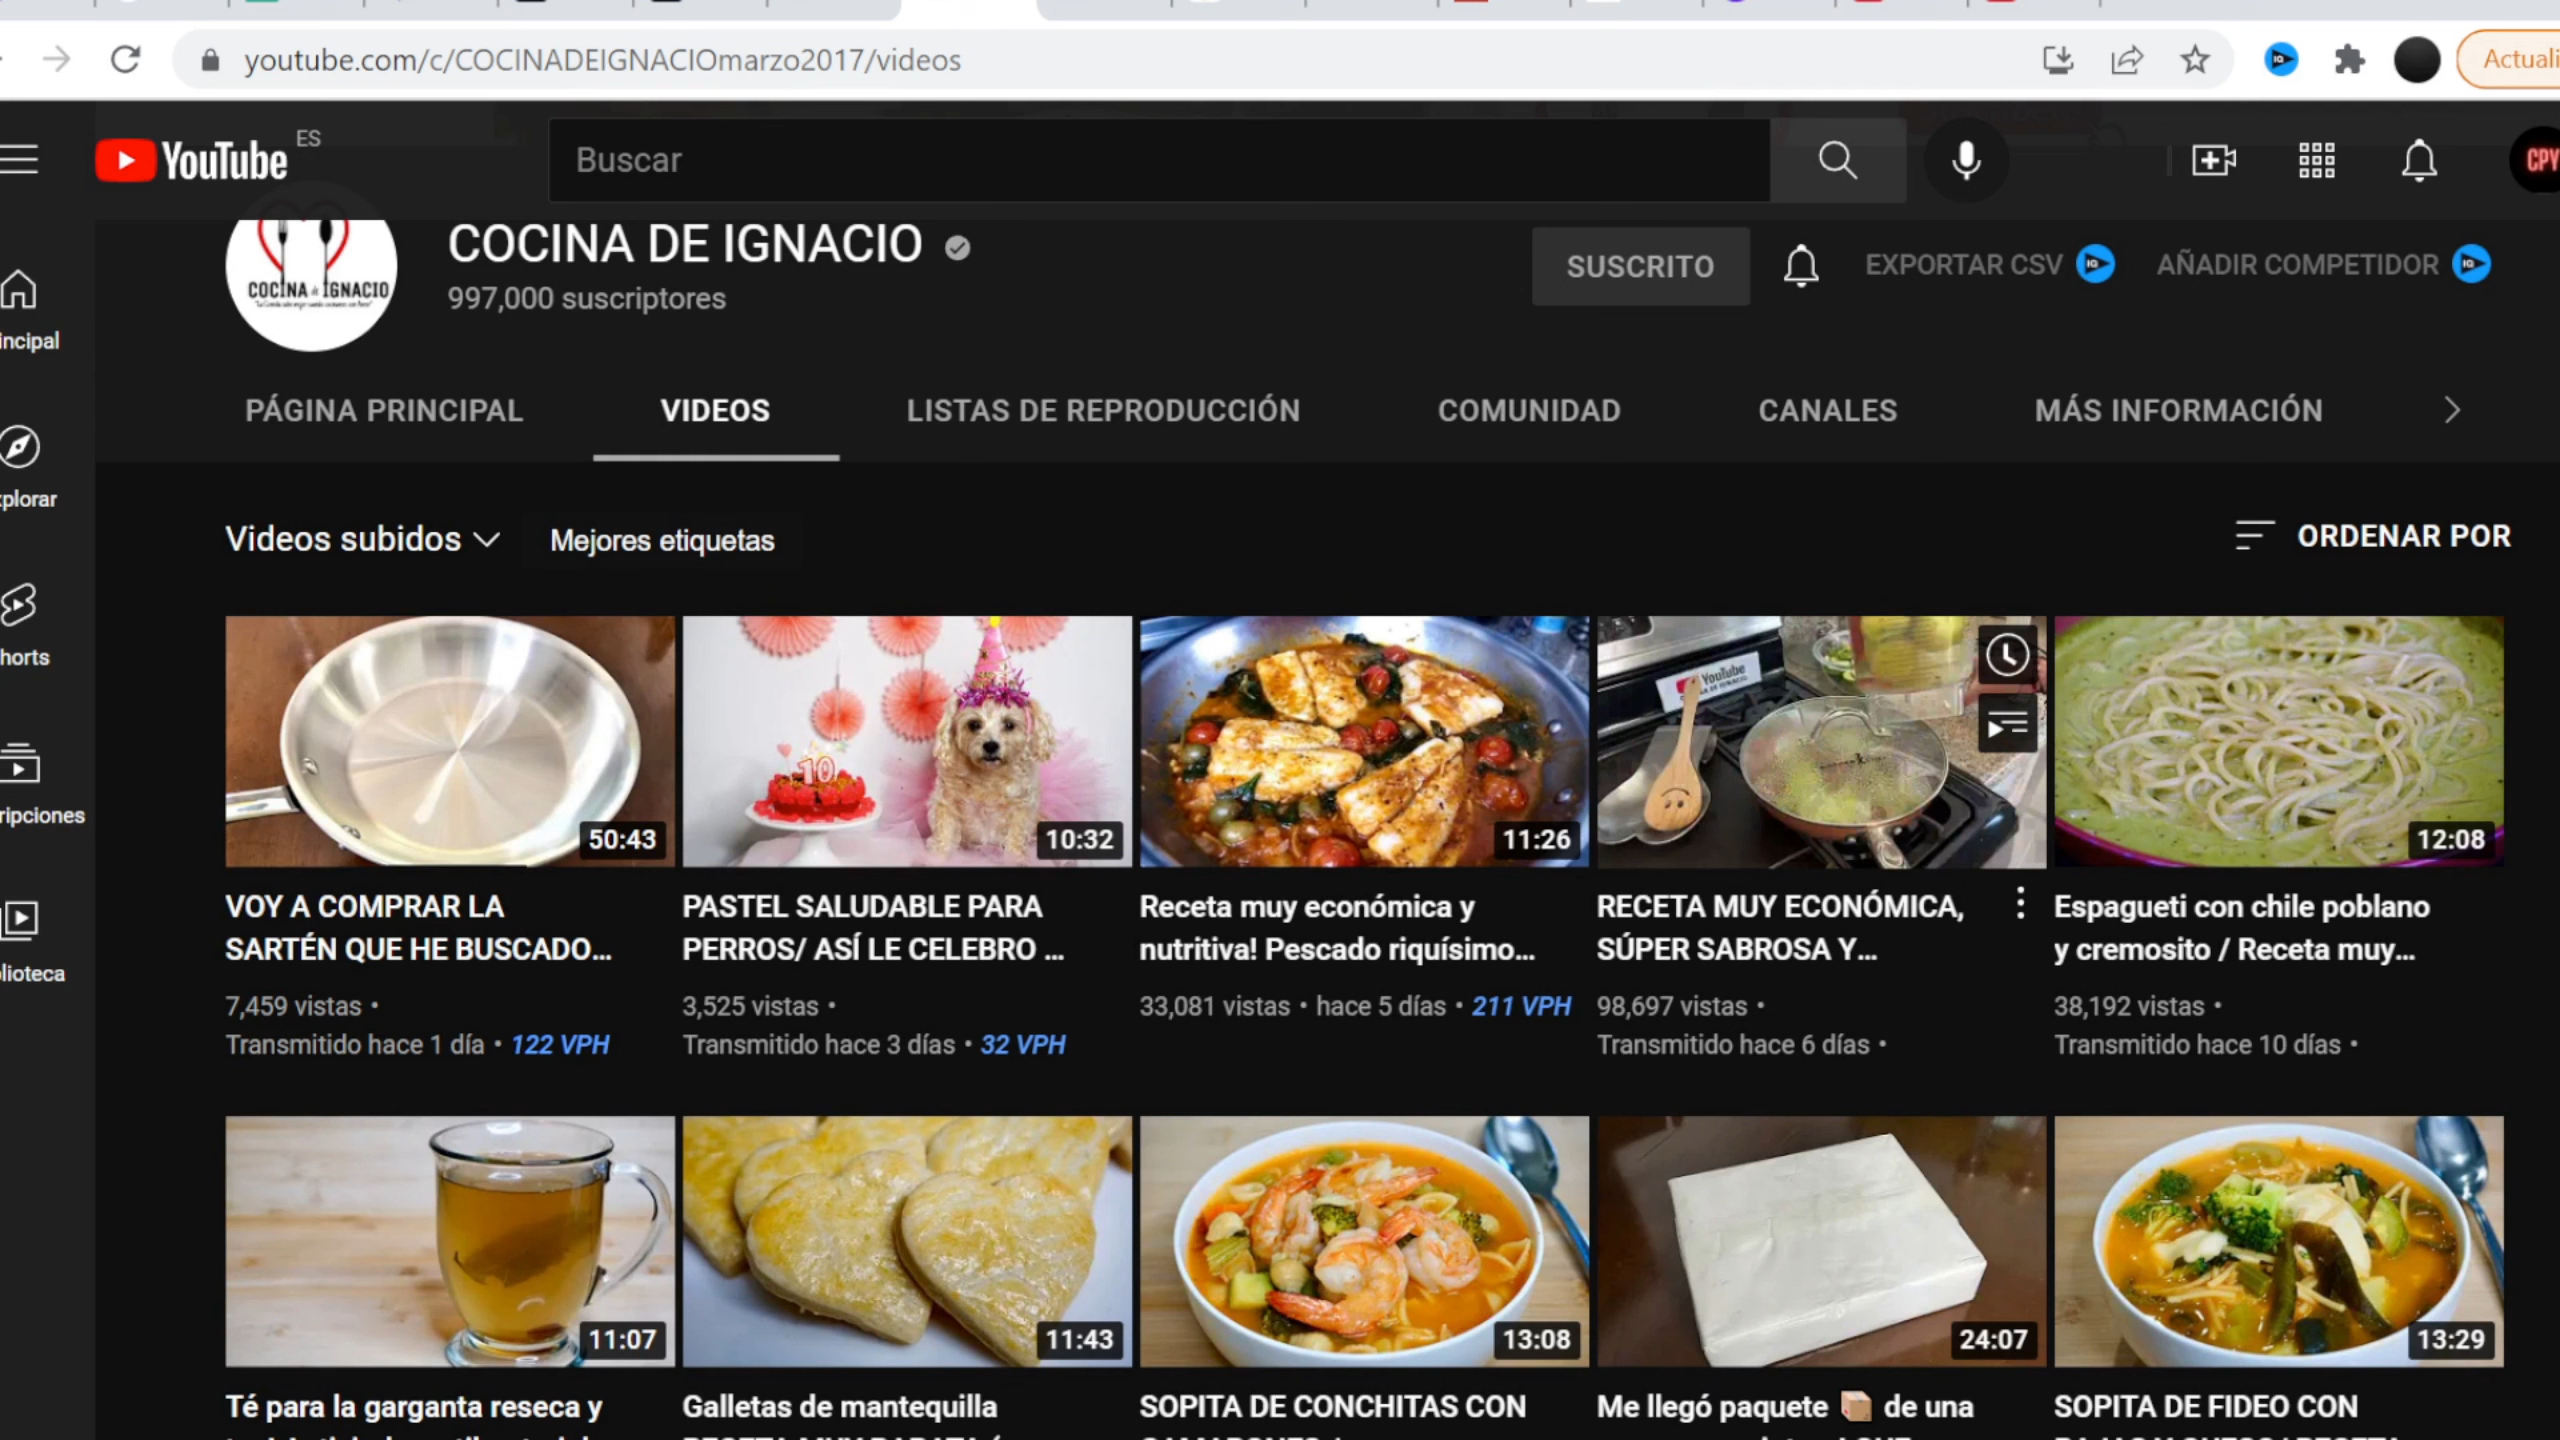 youtube.com/c/COCINADEIGNACIOmarzo2017/videos
Actuali
YouTube ES
Buscar
CPY
COCINA DE IGNACIO
COCINA DE IGNACIO
997,000 suscriptores
SUSCRITO
EXPORTAR CSV
AÑADIR COMPETIDOR
incipal
plorar
horts
ripciones
lioteca
PÁGINA PRINCIPAL
VIDEOS
LISTAS DE REPRODUCCIÓN
COMUNIDAD
CANALES
MÁS INFORMACIÓN
Videos subidos
Mejores etiquetas
ORDENAR POR
10
YouTube
50:43
10:32
11:26
12:08
VOY A COMPRAR LA
SARTÉN QUE HE BUSCADO...
7,459 vistas •
Transmitido hace 1 día • 122 VPH
PASTEL SALUDABLE PARA
PERROS/ ASÍ LE CELEBRO ...
3,525 vistas •
Transmitido hace 3 días • 32 VPH
Receta muy económica y
nutritiva! Pescado riquísimo...
33,081 vistas • hace 5 días • 211 VPH
RECETA MUY ECONÓMICA,
SÚPER SABROSA Y...
98,697 vistas •
Transmitido hace 6 días •
Espagueti con chile poblano
y cremosito / Receta muy...
38,192 vistas •
Transmitido hace 10 días •
11:07
11:43
13:08
24:07
13:29
Té para la garganta reseca y
Galletas de mantequilla
SOPITA DE CONCHITAS CON
Me llegó paquete 📦 de una
SOPITA DE FIDEO CON